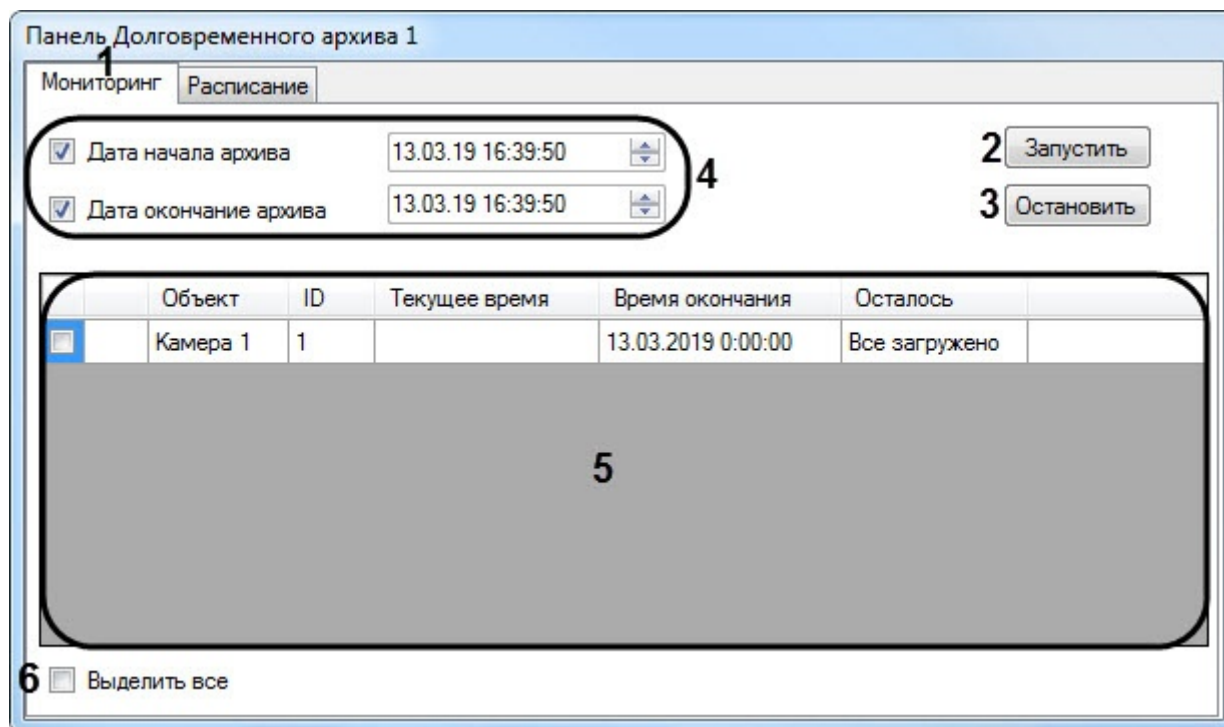 Панель Долговременного архива 1
1
Мониторинг Расписание
Дата начала архива 13.03.19 16:39:50 2 Запустить
4
Дата окончание архива 13.03.19 16:39:50 3 Остановить
Объект ID Текущее время Время окончания Осталось
Камера 1 1 13.03.2019 0:00:00 Все загружено
5
6 Выделить все